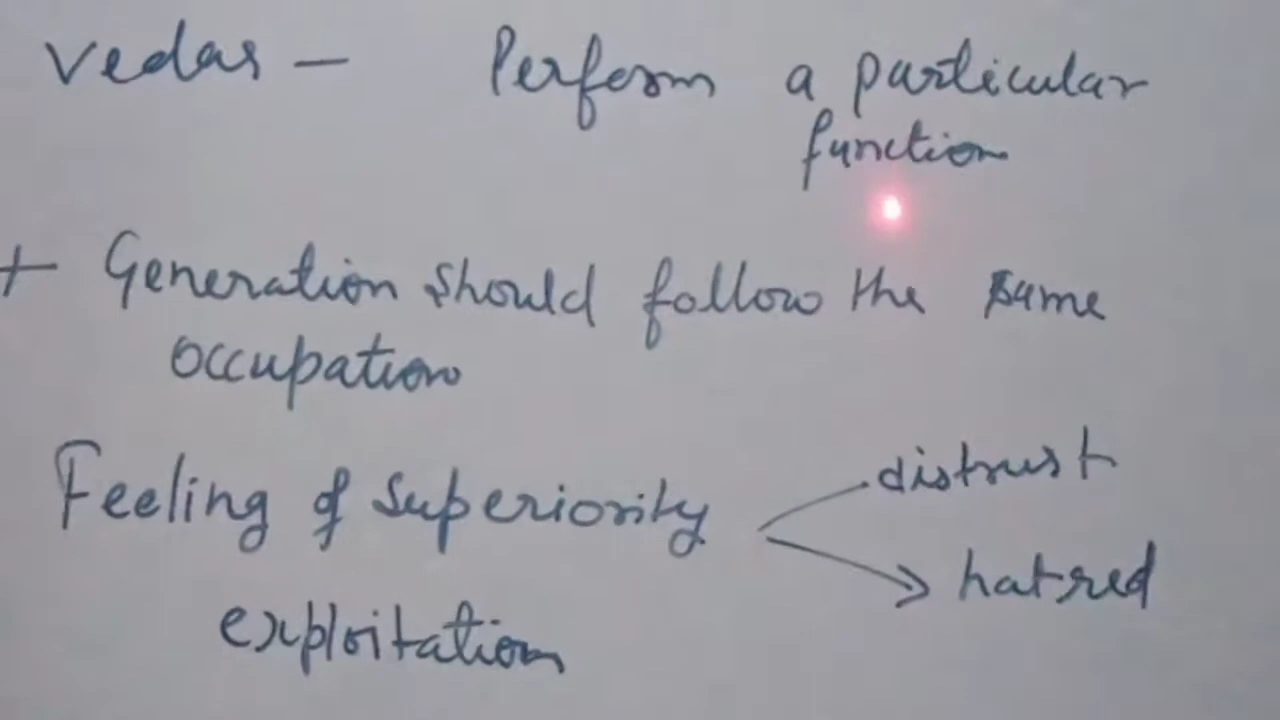 Vedas - Perform a particular
function
+ Generation should follow the same
occupation
Feeling of superiority
distrust
hatred
exploitation